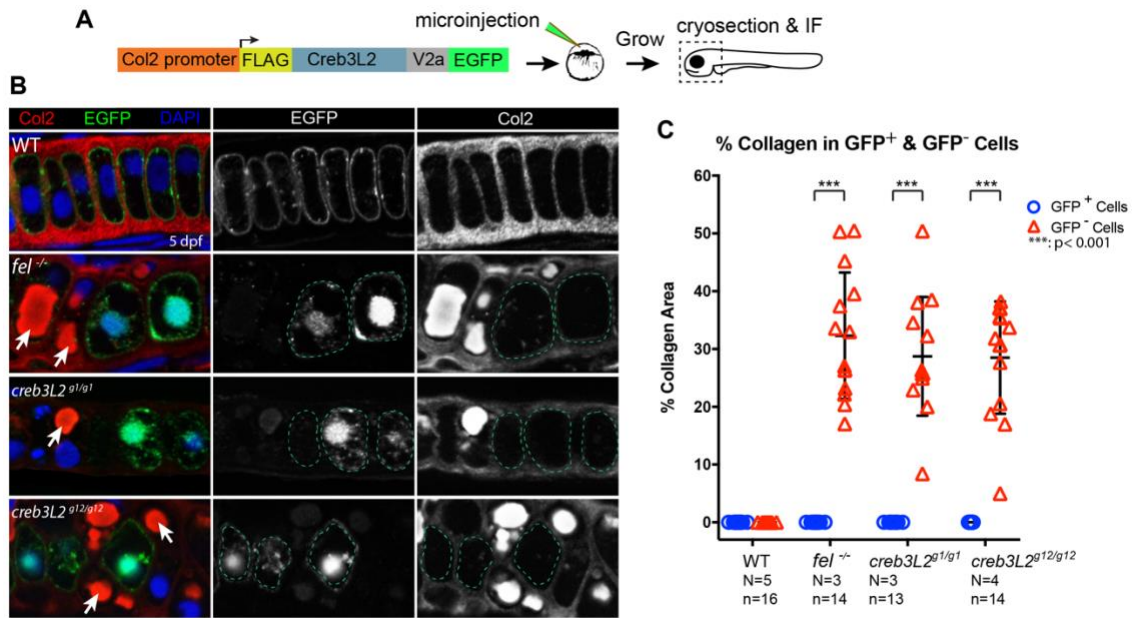 A
microinjection
cryosection & IF
Grow
Col2 promoter FLAG Creb3L2 V2a EGFP
B
Col2 EGFP DAPI EGFP Col2
WT
5 dpf
fel -/-
creb3L2 g1/g1
creb3L2 g12/g12
C
% Collagen in GFP+ & GFP- Cells
*** *** ***
GFP + Cells
GFP - Cells
***: p< 0.001
% Collagen Area
60
50
40
30
20
10
0
WT fel -/- creb3L2g1/g1 creb3L2g12/g12
N=5 N=3 N=3 N=4
n=16 n=14 n=13 n=14